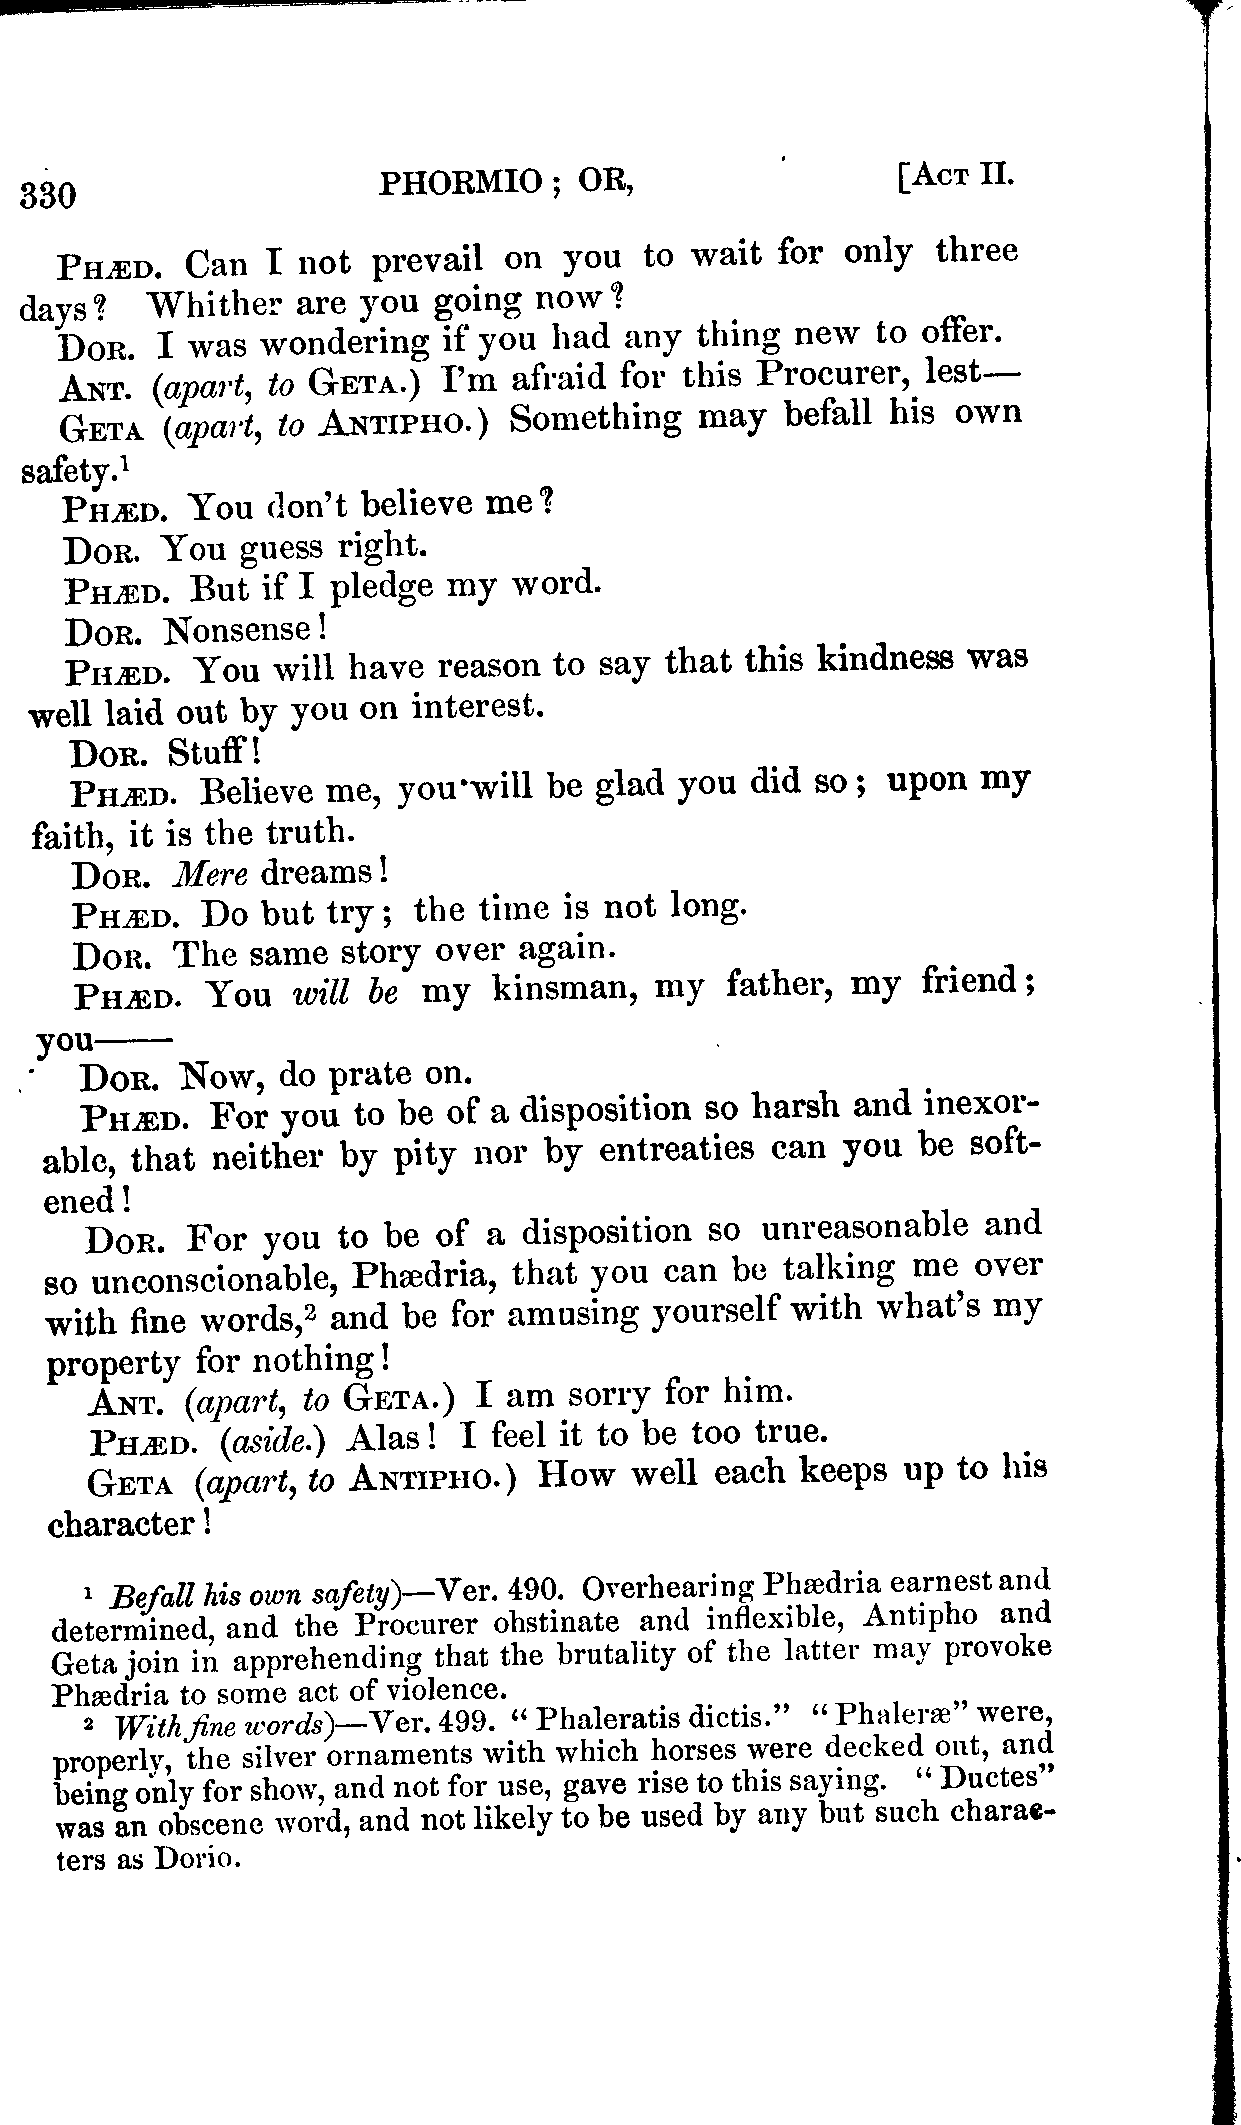 330 PHORMIO; OR, [ACT II.
PHÆD. Can I not prevail on you to wait for only three
days? Whither are you going now?
DOR. I was wondering if you had any thing new to offer.
ANT. (apart, to GETA.) I'm afraid for this Procurer, lest—
GETA (apart, to ANTIPHO.) Something may befall his own
safety.¹
PHÆD. You don't believe me?
DOR. You guess right.
PHÆD. But if I pledge my word.
DOR. Nonsense!
PHÆD. You will have reason to say that this kindness was
well laid out by you on interest.
DOR. Stuff!
PHÆD. Believe me, you will be glad you did so; upon my
faith, it is the truth.
DOR. Mere dreams!
PHÆD. Do but try; the time is not long.
DOR. The same story over again.
PHÆD. You will be my kinsman, my father, my friend;
you——
DOR. Now, do prate on.
PHÆD. For you to be of a disposition so harsh and inexor-
able, that neither by pity nor by entreaties can you be soft-
ened!
DOR. For you to be of a disposition so unreasonable and
so unconscionable, Phædria, that you can be talking me over
with fine words,² and be for amusing yourself with what's my
property for nothing!
ANT. (apart, to GETA.) I am sorry for him.
PHÆD. (aside.) Alas! I feel it to be too true.
GETA (apart, to ANTIPHO.) How well each keeps up to his
character!
¹ Befall his own safety)—Ver. 490. Overhearing Phædria earnest and
determined, and the Procurer obstinate and inflexible, Antipho and
Geta join in apprehending that the brutality of the latter may provoke
Phædria to some act of violence.
² With fine words)—Ver. 499. "Phaleratis dictis." "Phaleræ" were,
properly, the silver ornaments with which horses were decked out, and
being only for show, and not for use, gave rise to this saying. "Ductes"
was an obscene word, and not likely to be used by any but such charac-
ters as Dorio.